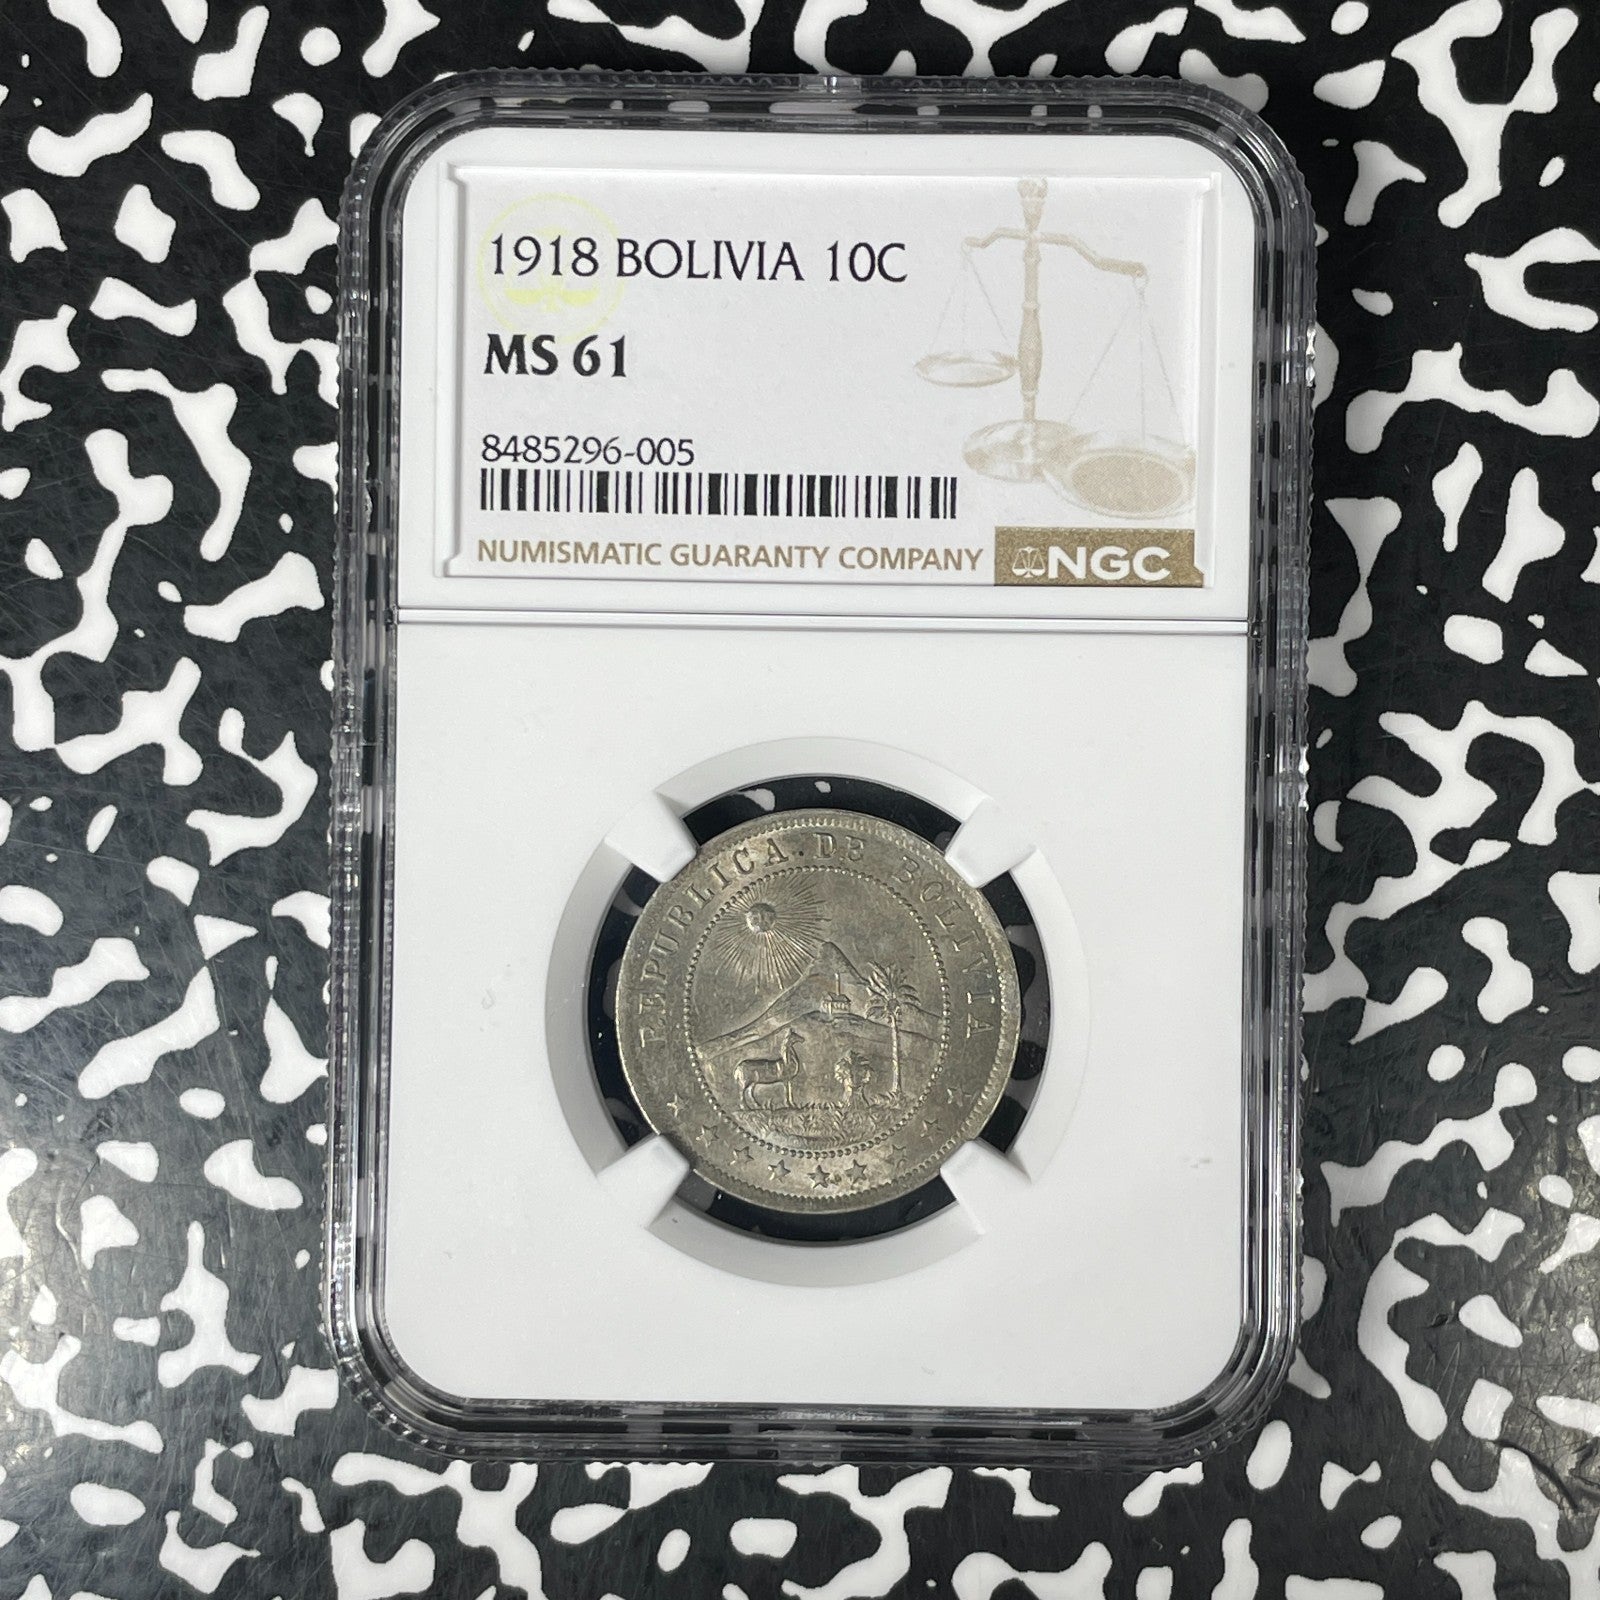 1918 BOLIVIA 10C
MS 61
8485296-005
NUMISMATIC GUARANTY COMPANY NGC
REPUBLICA·DE BOLIVIA